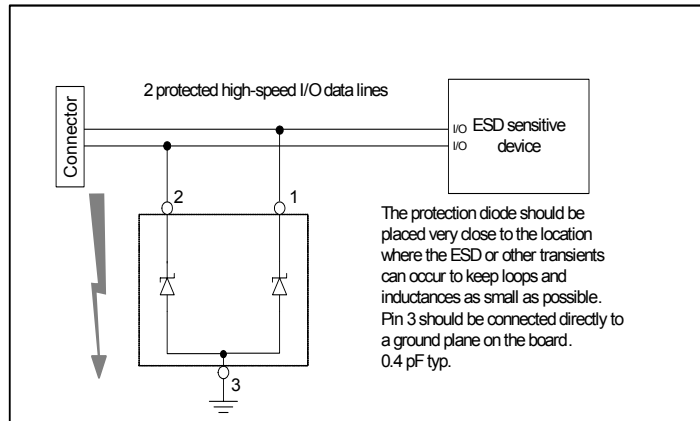 2 protected high-speed I/O data lines
Connector
I/O
I/O
ESD sensitive
device
2
1
3
The protection diode should be
placed very close to the location
where the ESD or other transients
can occur to keep loops and
inductances as small as possible.
Pin 3 should be connected directly to
a ground plane on the board.
0.4 pF typ.